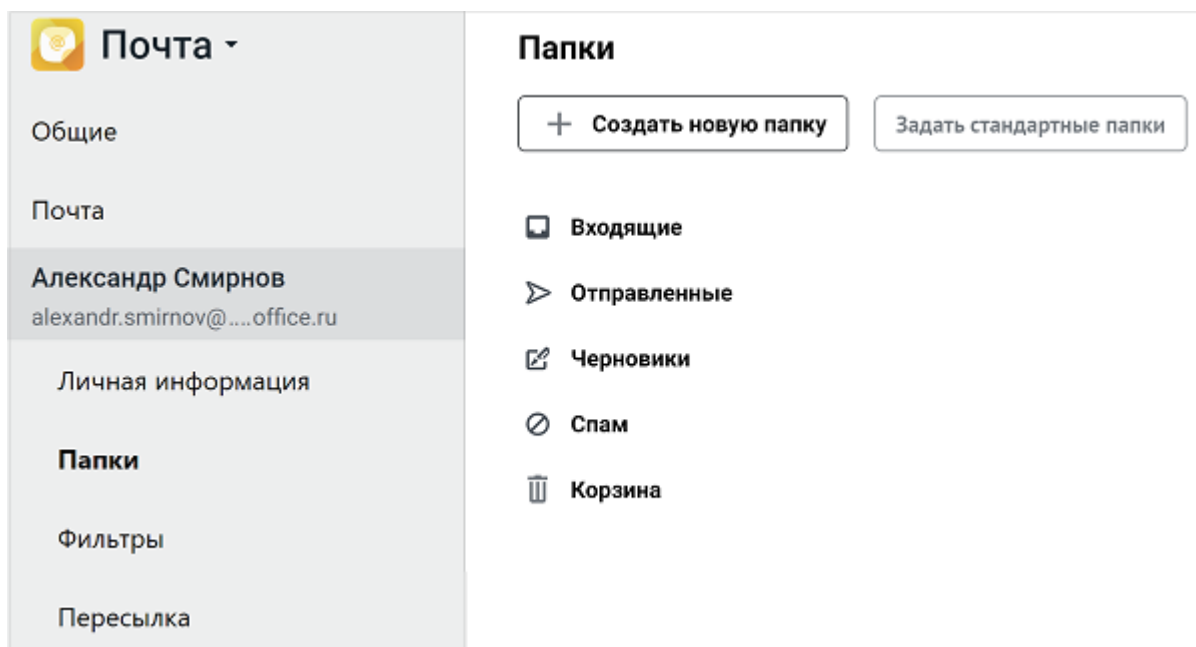 Почта
Общие
Почта
Александр Смирнов
alexandr.smirnov@....office.ru
Личная информация
Папки
Фильтры
Пересылка
Папки
+ Создать новую папку
Задать стандартные папки
Входящие
Отправленные
Черновики
Спам
Корзина